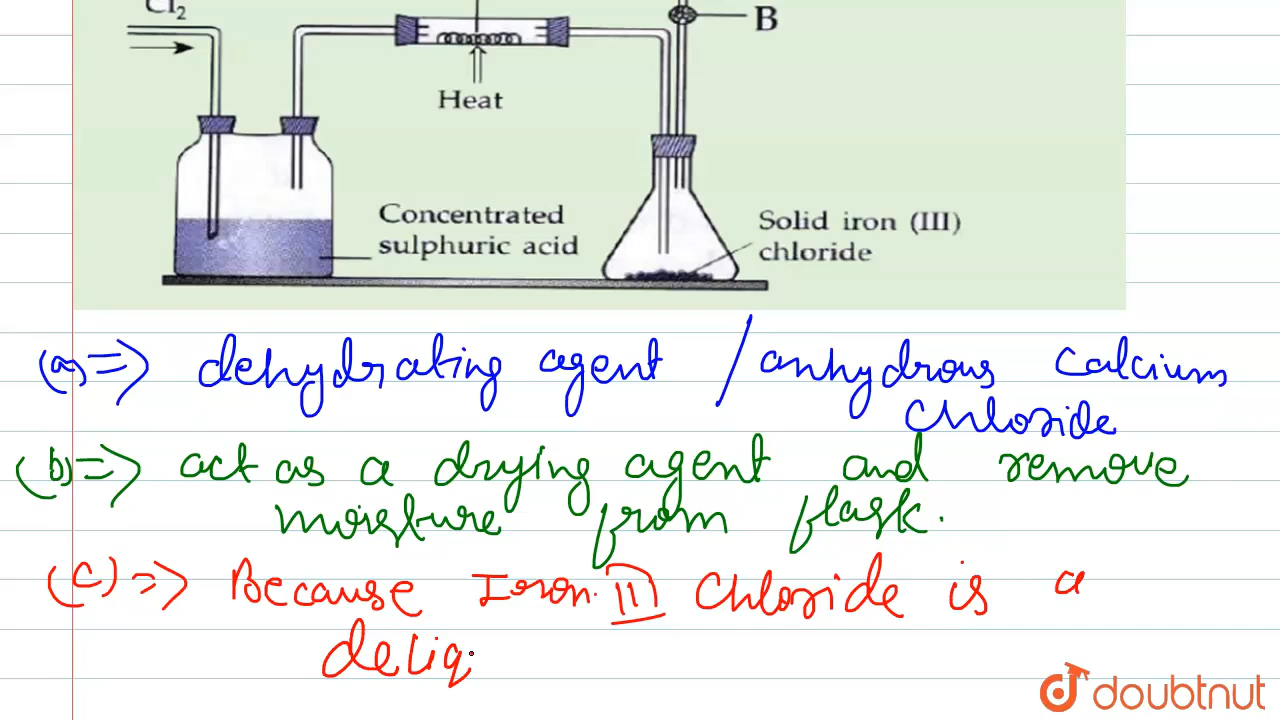 Cl2
B
Heat
Concentrated
sulphuric acid
Solid iron (III)
chloride
(a) => dehydrating agent / anhydrous calcium
chloride
(b) => act as a drying agent and remove
moisture from flask.
(c) => Because Iron. III Chloride is a
deliq
doubtnut